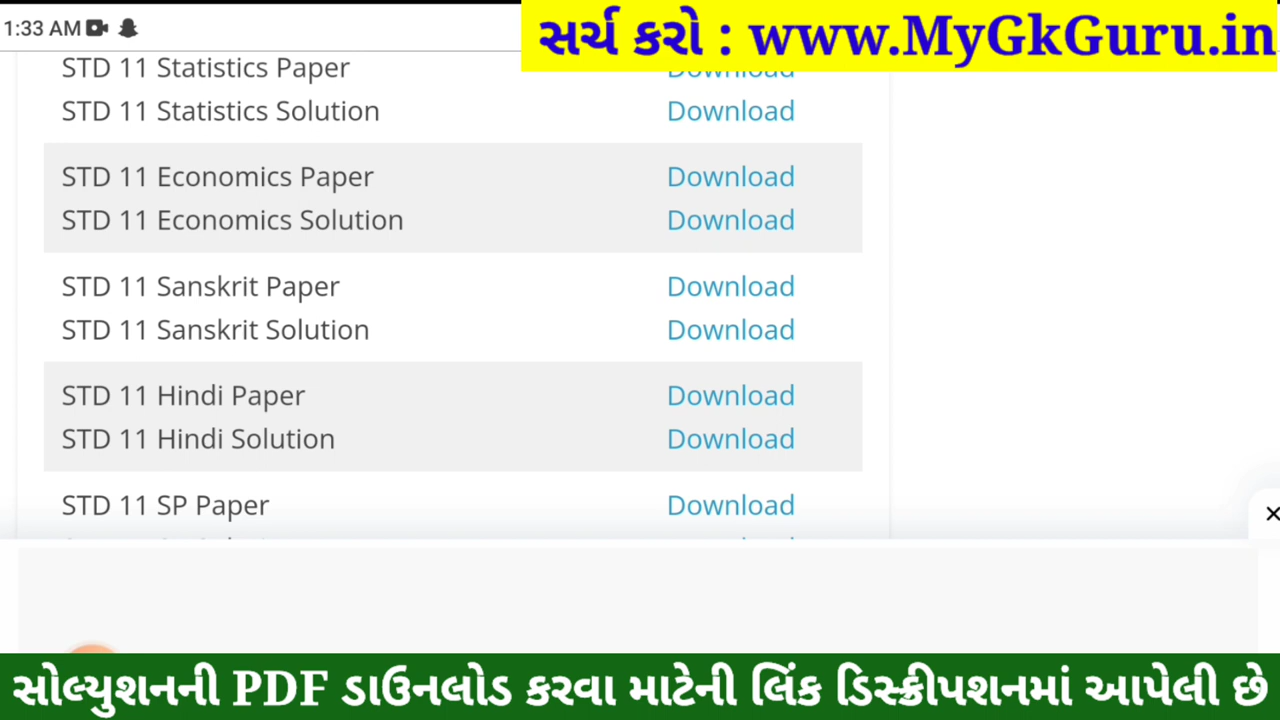 1:33 AM
સર્ચ કરો : www.MyGkGuru.in
STD 11 Statistics Paper Download
STD 11 Statistics Solution Download
STD 11 Economics Paper Download
STD 11 Economics Solution Download
STD 11 Sanskrit Paper Download
STD 11 Sanskrit Solution Download
STD 11 Hindi Paper Download
STD 11 Hindi Solution Download
STD 11 SP Paper Download
સોલ્યુશનની PDF ડાઉનલોડ કરવા માટેની લિંક ડિસ્ક્રીપશનમાં આપેલી છે